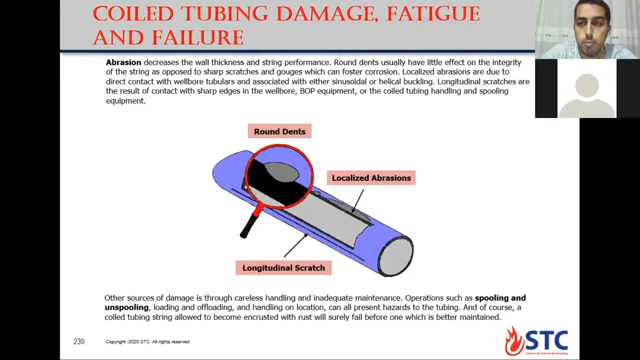 COILED TUBING DAMAGE, FATIGUE
AND FAILURE
Abrasion decreases the wall thickness and string performance. Round dents usually have little effect on the integrity
of the string as opposed to sharp scratches and gouges which can foster corrosion. Localized abrasions are due to
direct contact with wellbore tubulars and associated with either sinusoidal or helical buckling. Longitudinal scratches
are the result of contact with sharp edges in the wellbore, BOP equipment, or the coiled tubing handling and spooling
equipment.
Round Dents
Localized Abrasions
Longitudinal Scratch
Other sources of damage is through careless handling and inadequate maintenance. Operations such as spooling and
unspooling, loading and offloading, and handling on location, can all present hazards to the tubing. And of course, a
coiled tubing string allowed to become encrusted with rust will surely fail before one which is better maintained.
239
Copyright -2020 STC. All right reserved
STC